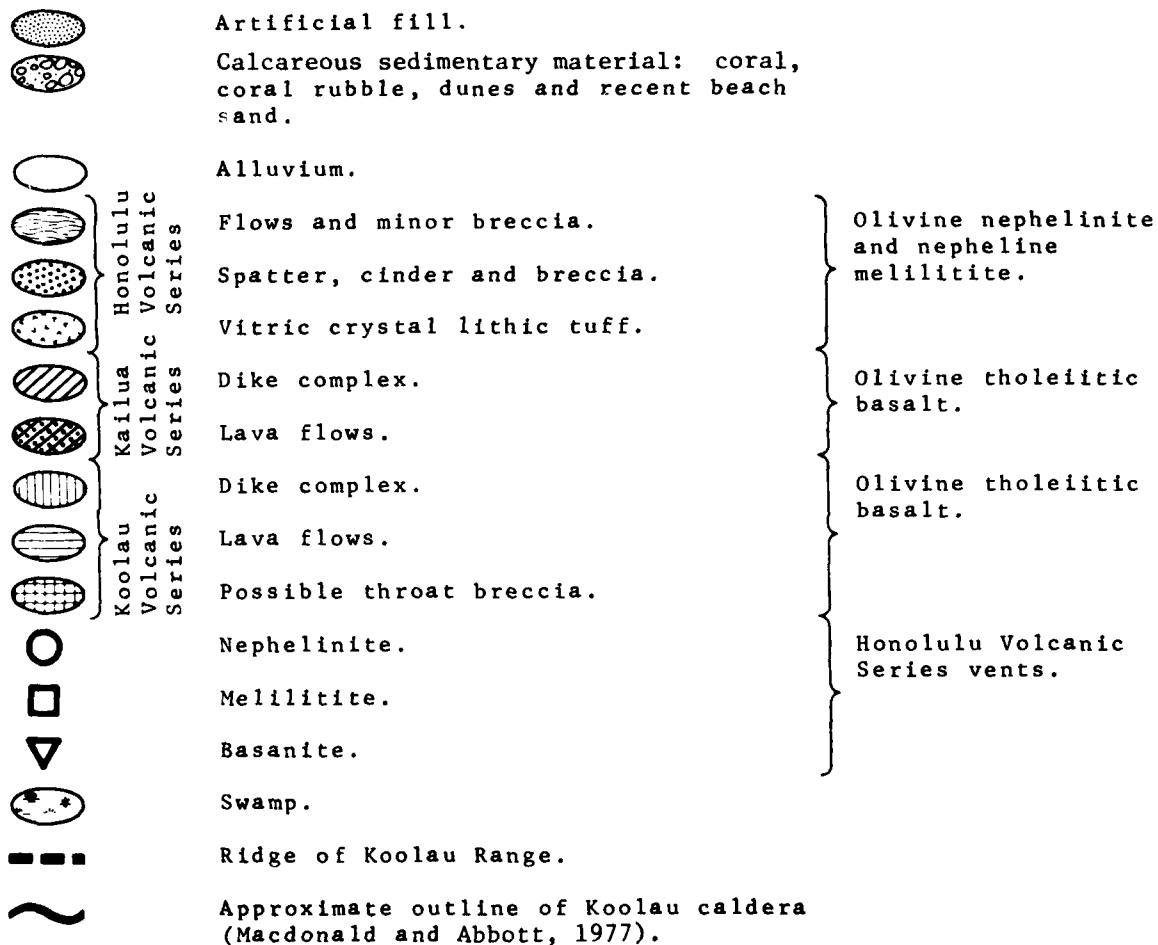 Artificial fill.
Calcareous sedimentary material: coral,
coral rubble, dunes and recent beach
sand.
Alluvium.
Honolulu
Volcanic
Series
Flows and minor breccia.
Spatter, cinder and breccia.
Vitric crystal lithic tuff.
Olivine nephelinite
and nepheline
melilitite.
Kailua
Volcanic
Series
Dike complex.
Lava flows.
Olivine tholeiitic
basalt.
Koolau
Volcanic
Series
Dike complex.
Lava flows.
Possible throat breccia.
Olivine tholeiitic
basalt.
Nephelinite.
Melilitite.
Basanite.
Honolulu Volcanic
Series vents.
Swamp.
Ridge of Koolau Range.
Approximate outline of Koolau caldera
(Macdonald and Abbott, 1977).